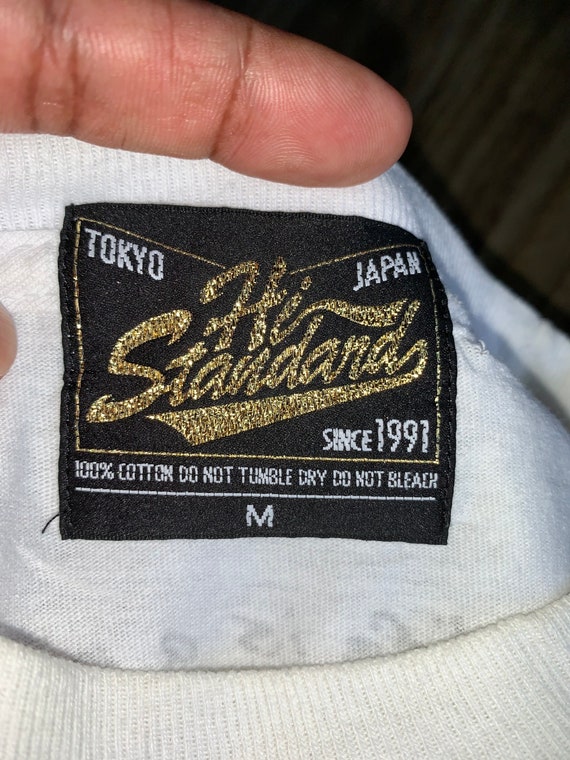 TOKYO
JAPAN
Hi
Standard
SINCE 1991
100% COTTON DO NOT TUMBLE DRY DO NOT BLEACH
M